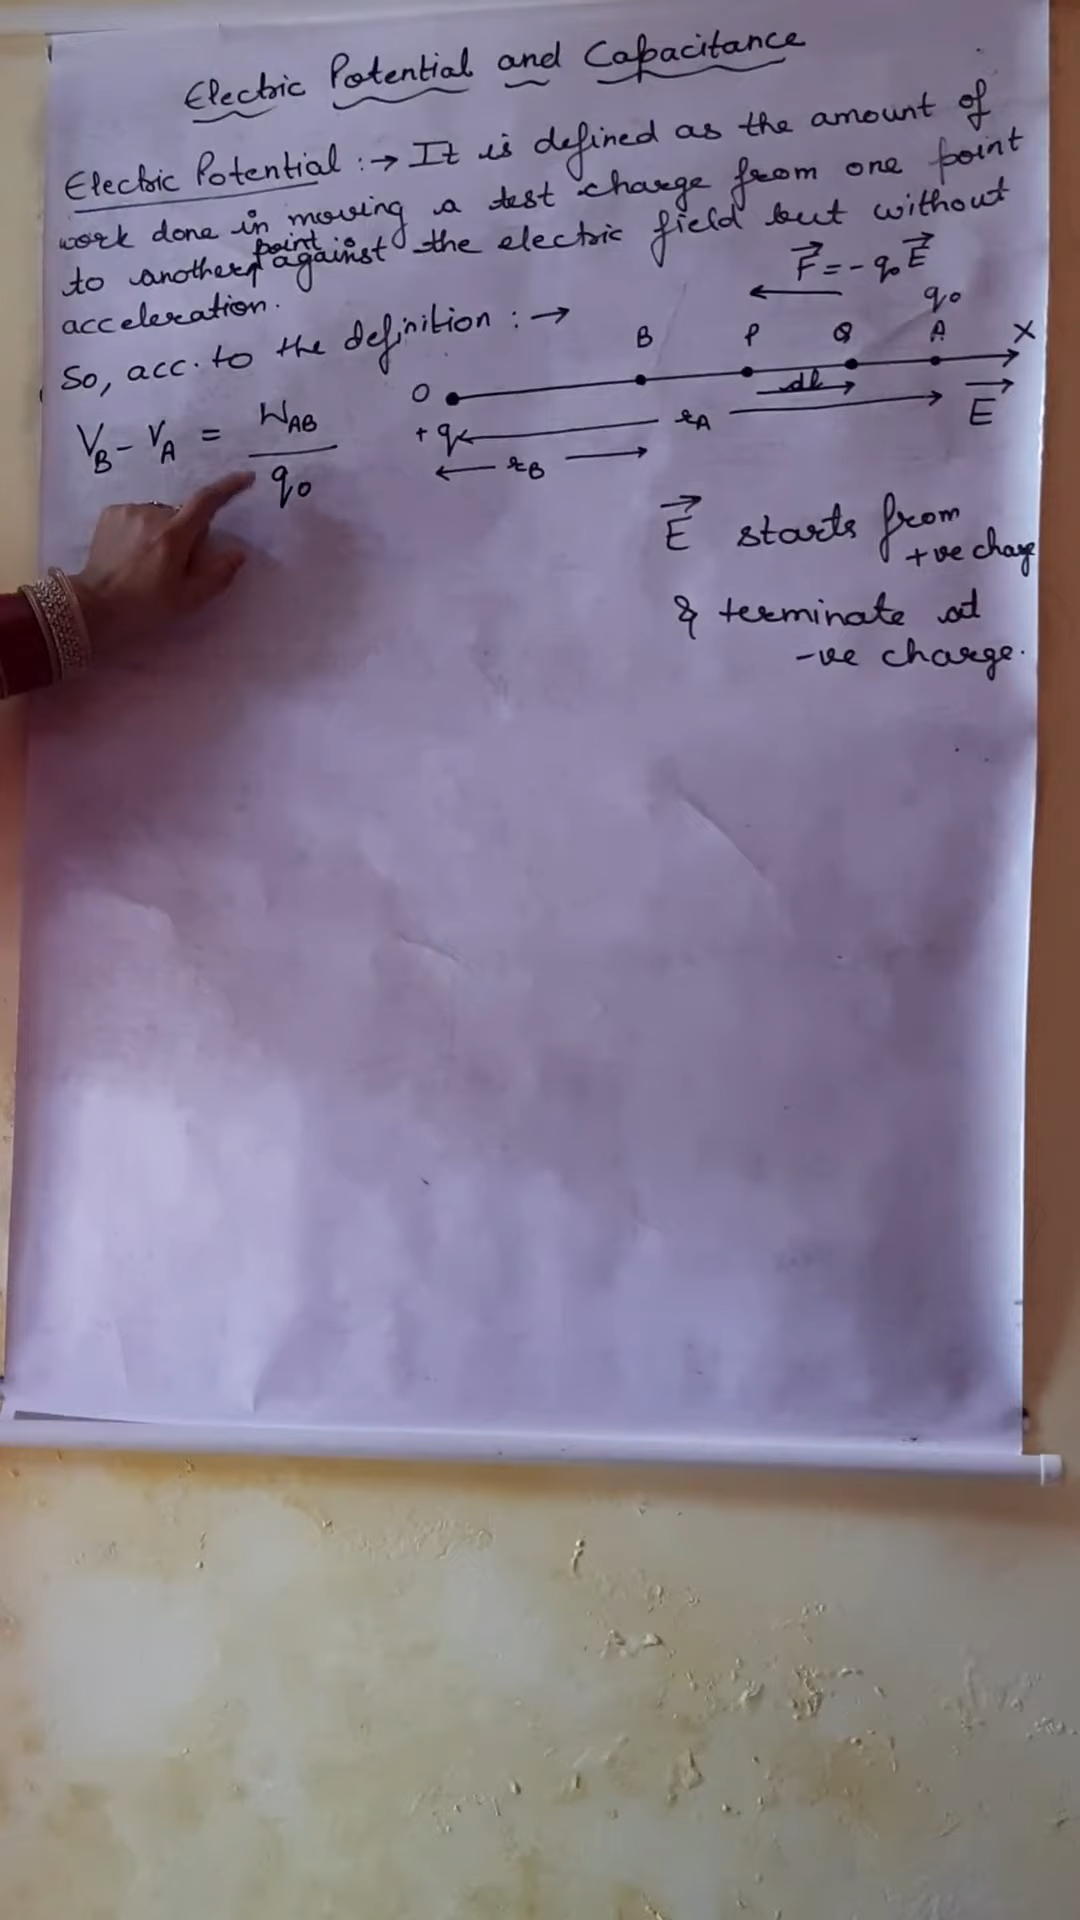 Electric Potential and Capacitance
Electric Potential :→ It is defined as the amount of
work done in moving a test charge from one point
to another point against the electric field but without
acceleration.
So, acc. to the definition :→
F = - q₀ E
q₀
B P Q A X
O
dl
+q
r_A
E
r_B
V_B - V_A = W_AB / q₀
E starts from
+ve charge
& terminate at
-ve charge.